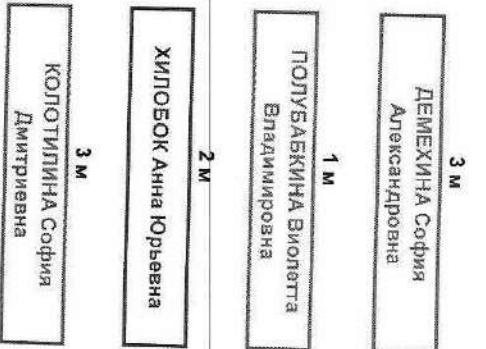 3 м
ДЕМЕХИНА София
Александровна
1 м
ПОЛУБАБКИНА Виолетта
Владимировна
2 м
ХИЛОБОК Анна Юрьевна
3 м
КОЛОТИЛИНА София
Дмитриевна